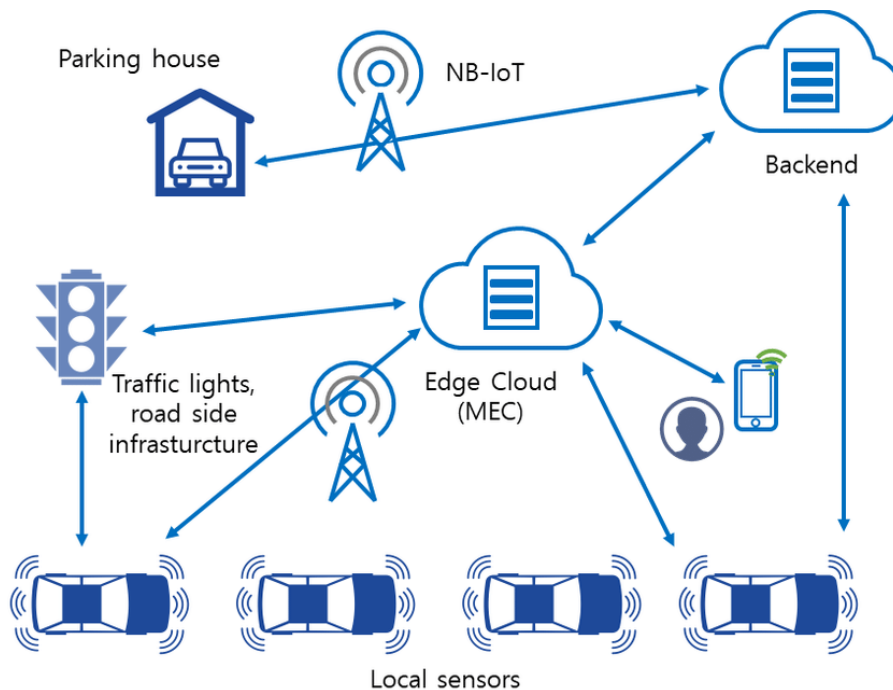 Parking house
NB-IoT
Backend
Traffic lights,
road side
infrasturcture
Edge Cloud
(MEC)
Local sensors